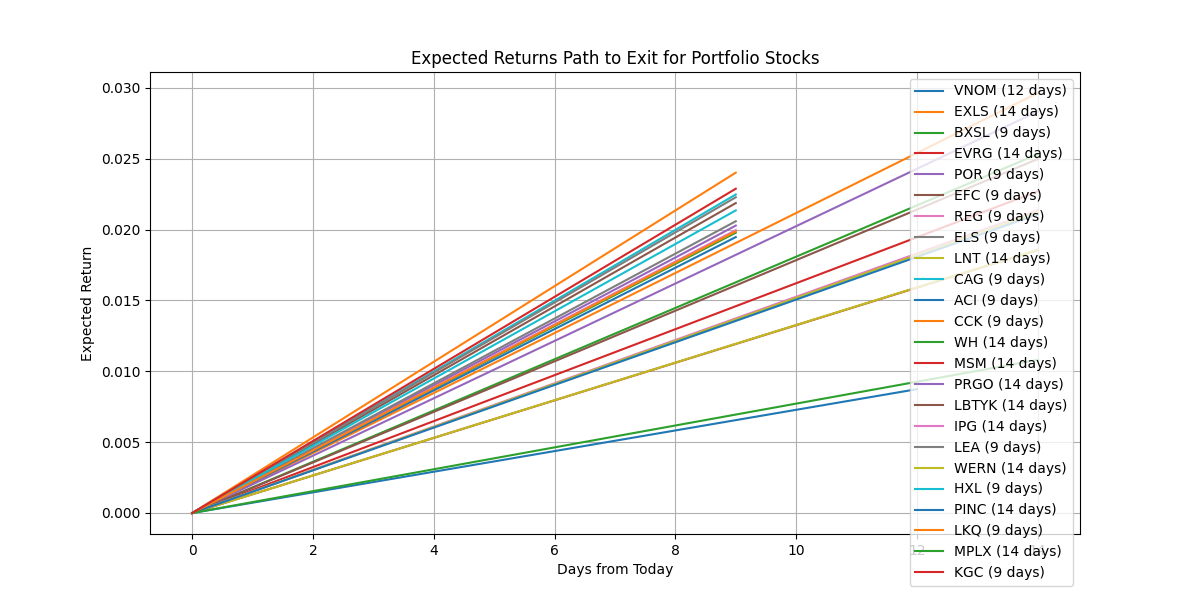 Expected Returns Path to Exit for Portfolio Stocks
Expected Return
0.030
0.025
0.020
0.015
0.010
0.005
0.000
0 2 4 6 8 10 12 14
Days from Today
VNOM (12 days)
EXLS (14 days)
BXSL (9 days)
EVRG (14 days)
POR (9 days)
EFC (9 days)
REG (9 days)
ELS (9 days)
LNT (14 days)
CAG (9 days)
ACI (9 days)
CCK (9 days)
WH (14 days)
MSM (14 days)
PRGO (14 days)
LBTYK (14 days)
IPG (14 days)
LEA (9 days)
WERN (14 days)
HXL (9 days)
PINC (14 days)
LKQ (9 days)
MPLX (14 days)
KGC (9 days)